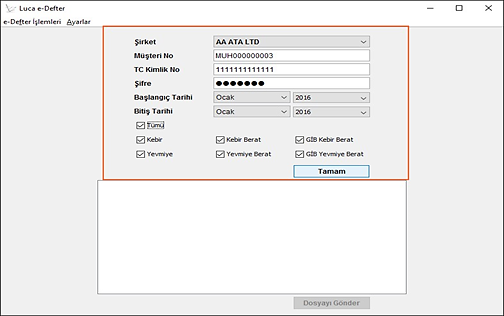 Luca e-Defter
e-Defter İşlemleri Ayarlar
Şirket AA ATA LTD
Müşteri No MUH000000003
TC Kimlik No 1111111111111
Şifre ●●●●●●●
Başlangıç Tarihi Ocak 2016
Bitiş Tarihi Ocak 2016
Tümü
Kebir Kebir Berat GİB Kebir Berat
Yevmiye Yevmiye Berat GİB Yevmiye Berat
Tamam
Dosyayı Gönder